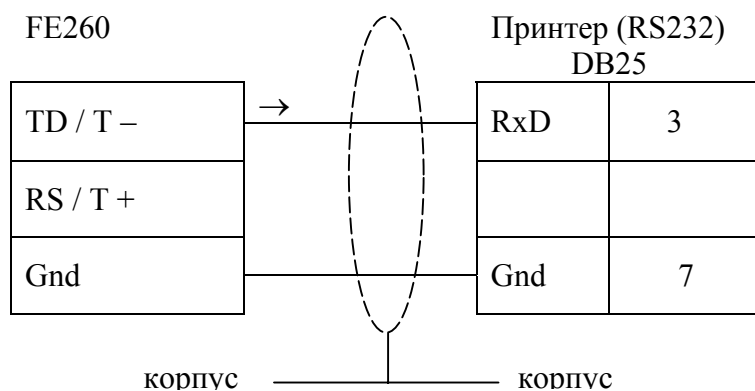 FE260 Принтер (RS232)
DB25
TD / T – → RxD 3
RS / T +
Gnd Gnd 7
корпус корпус